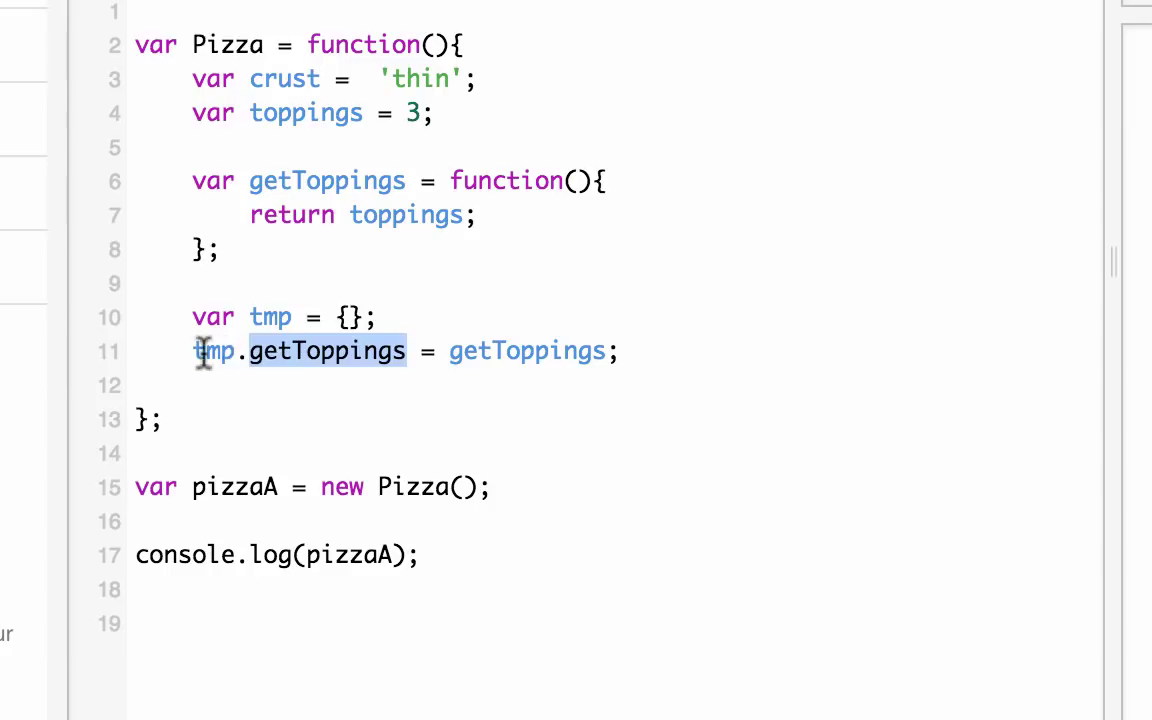 1
2 var Pizza = function(){
3 var crust =  'thin';
4 var toppings = 3;
5
6 var getToppings = function(){
7 return toppings;
8 };
9
10 var tmp = {};
11 tmp.getToppings = getToppings;
12
13 };
14
15 var pizzaA = new Pizza();
16
17 console.log(pizzaA);
18
19
ur